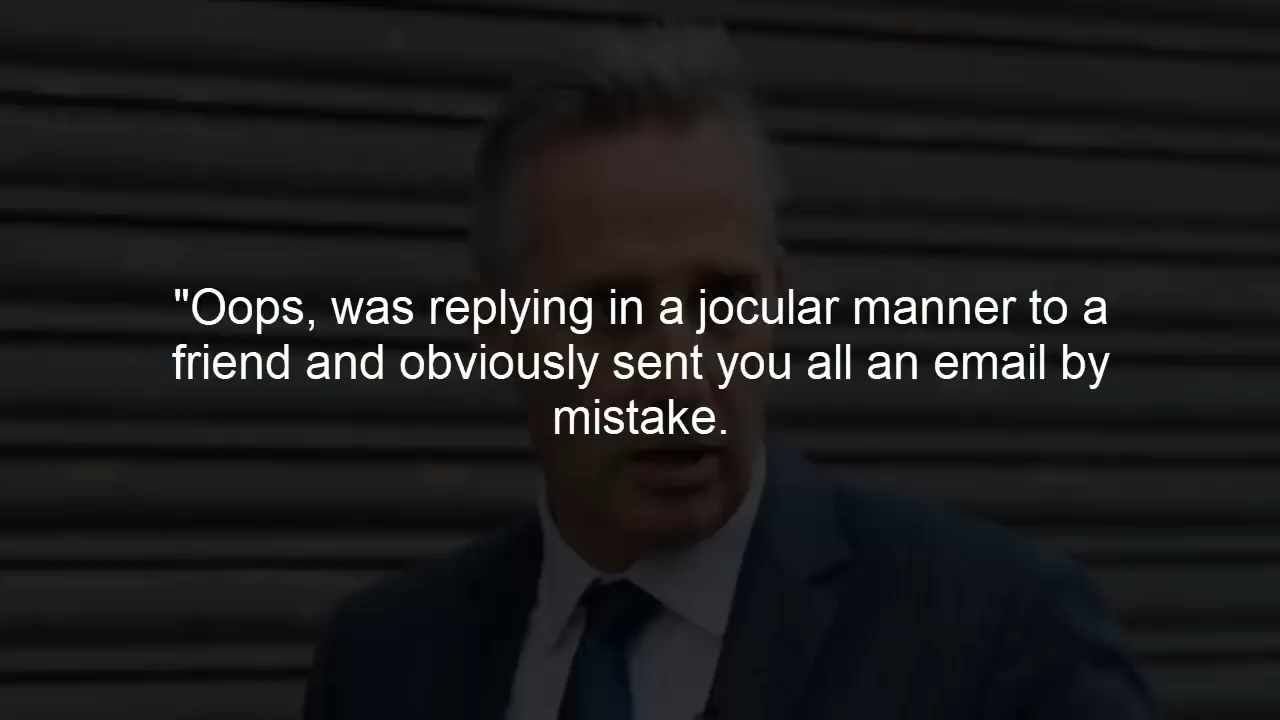 "Oops, was replying in a jocular manner to a
friend and obviously sent you all an email by
mistake.